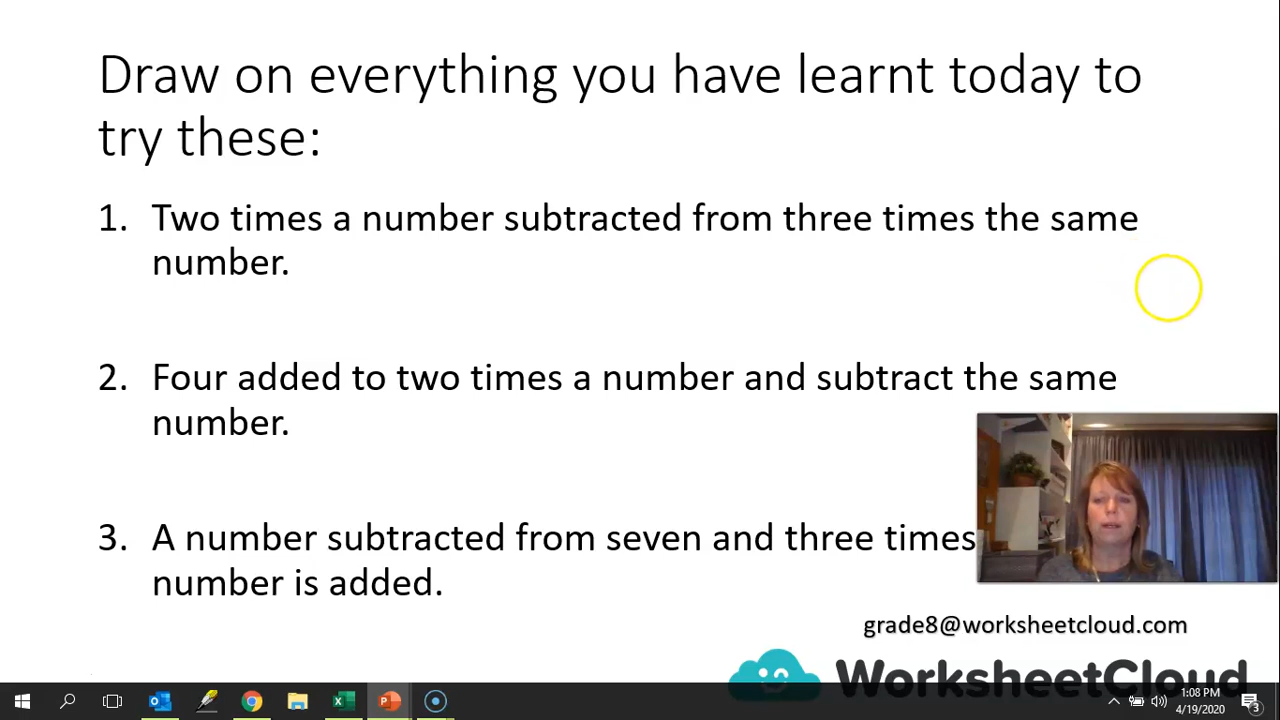 Draw on everything you have learnt today to
try these:
1. Two times a number subtracted from three times the same
number.
2. Four added to two times a number and subtract the same
number.
3. A number subtracted from seven and three times
number is added.
grade8@worksheetcloud.com
WorksheetCloud
1:08 PM
4/19/2020
3